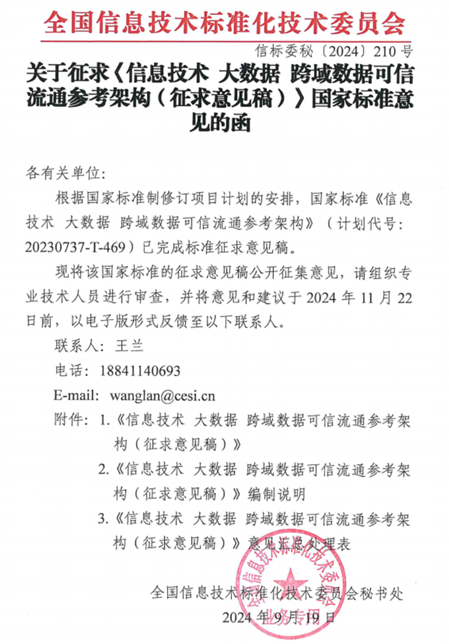 全国信息技术标准化技术委员会
信标委秘〔2024〕210 号
关于征求《信息技术 大数据 跨域数据可信
流通参考架构（征求意见稿）》国家标准意
见的函
各有关单位：
根据国家标准制修订项目计划的安排，国家标准《信息
技术 大数据 跨域数据可信流通参考架构》（计划代号：
20230737-T-469）已完成标准征求意见稿。
现将该国家标准的征求意见稿公开征集意见，请组织专
业技术人员进行审查，并将意见和建议于 2024 年 11 月 22
日前，以电子版形式反馈至以下联系人。
联系人：王兰
电话：18841140693
E-mail：wanglan@cesi.cn
附件：1.《信息技术 大数据 跨域数据可信流通参考架
构（征求意见稿）》
2.《信息技术 大数据 跨域数据可信流通参考架
构（征求意见稿）》编制说明
3.《信息技术 大数据 跨域数据可信流通参考架
构（征求意见稿）》意见汇总处理表
全国信息技术标准化技术委员会秘书处
2024 年 9 月 19 日
全国信息技术标准化技术委员会
业务专用